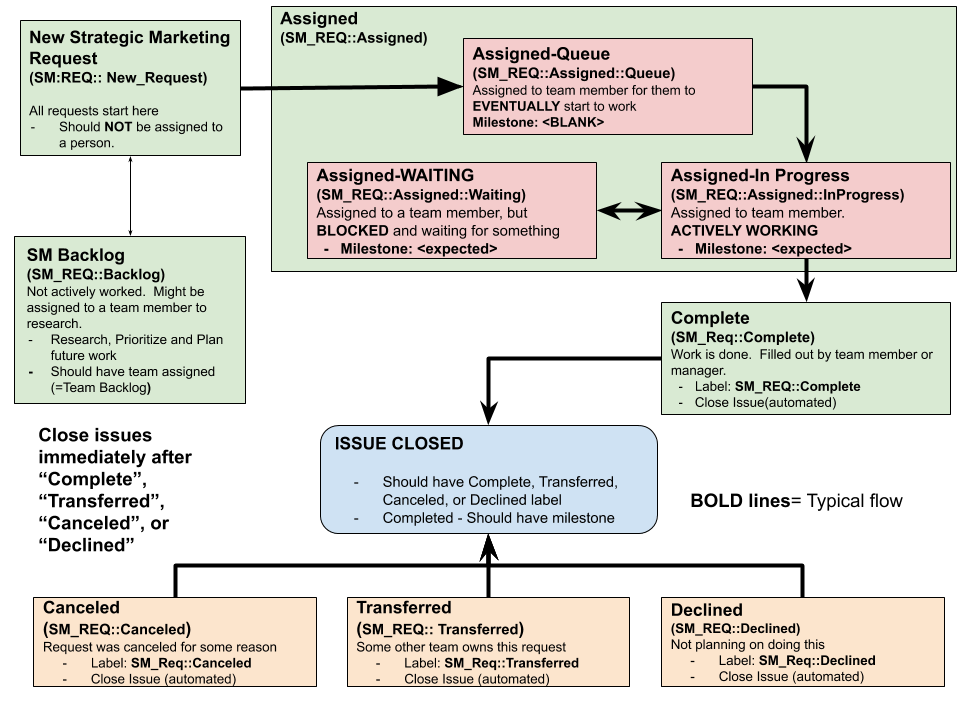 New Strategic Marketing
Request
(SM:REQ:: New_Request)
All requests start here
- Should NOT be assigned to
a person.
Assigned
(SM_REQ::Assigned)
Assigned-Queue
(SM_REQ::Assigned::Queue)
Assigned to team member for them to
EVENTUALLY start to work
Milestone: <BLANK>
Assigned-WAITING
(SM_REQ::Assigned::Waiting)
Assigned to a team member, but
BLOCKED and waiting for something
- Milestone: <expected>
Assigned-In Progress
(SM_REQ::Assigned::InProgress)
Assigned to team member.
ACTIVELY WORKING
- Milestone: <expected>
SM Backlog
(SM_REQ::Backlog)
Not actively worked. Might be
assigned to a team member to
research.
- Research, Prioritize and Plan
future work
- Should have team assigned
(=Team Backlog)
Complete
(SM_Req::Complete)
Work is done. Filled out by team member or
manager.
- Label: SM_REQ::Complete
- Close Issue(automated)
Close issues
immediately after
“Complete”,
“Transferred”,
“Canceled”, or
“Declined”
ISSUE CLOSED
- Should have Complete, Transferred,
Canceled, or Declined label
- Completed - Should have milestone
BOLD lines= Typical flow
Canceled
(SM_REQ::Canceled)
Request was canceled for some reason
- Label: SM_Req::Canceled
- Close Issue (automated)
Transferred
(SM_REQ:: Transferred)
Some other team owns this request
- Label: SM_Req::Transferred
- Close Issue (automated)
Declined
(SM_REQ::Declined)
Not planning on doing this
- Label: SM_Req::Declined
- Close Issue (automated)